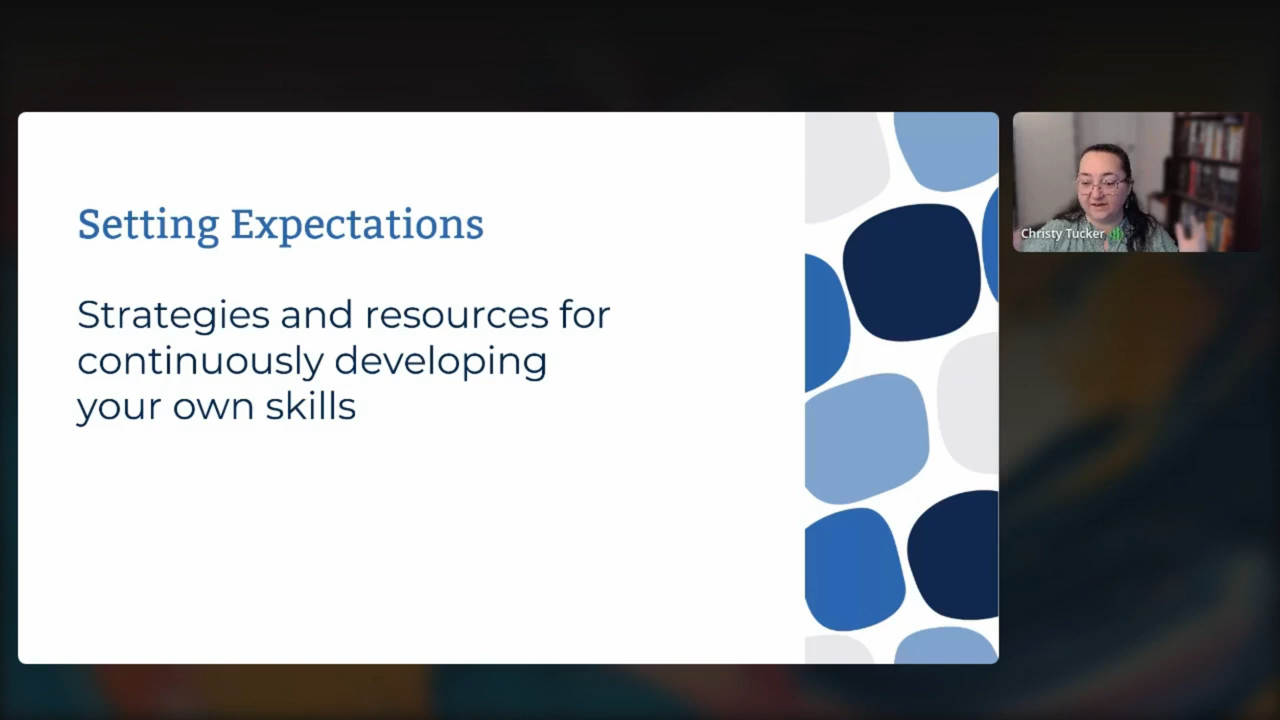 Setting Expectations
Strategies and resources for
continuously developing
your own skills
Christy Tucker